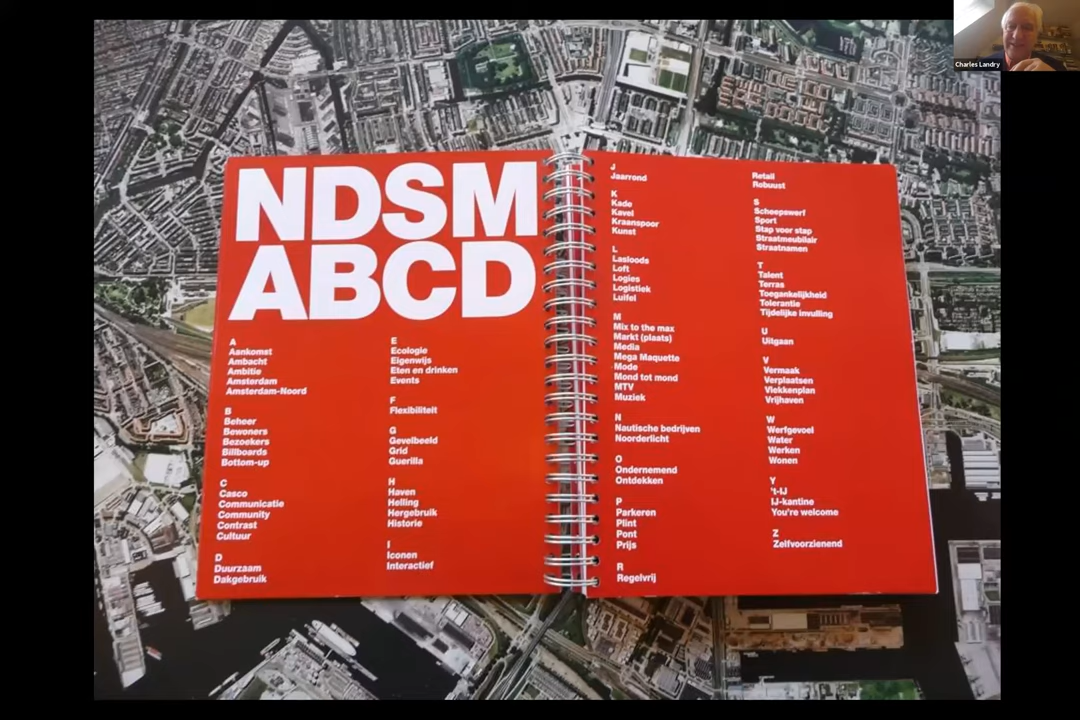 Charles Landry
NDSM
ABCD
A
Aankomst
Ambacht
Ambitie
Amsterdam
Amsterdam-Noord
B
Beheer
Bewoners
Bezoekers
Billboards
Bottom-up
C
Casco
Communicatie
Community
Contrast
Cultuur
D
Duurzaam
Dakgebruik
E
Ecologie
Eigenwijs
Eten en drinken
Events
F
Flexibiliteit
G
Gevelbeeld
Grid
Guerilla
H
Haven
Helling
Hergebruik
Historie
I
Iconen
Interactief
J
Jaarrond
K
Kade
Kavel
Kraanspoor
Kunst
L
Lasloods
Loft
Logies
Logistiek
Luifel
M
Mix to the max
Markt (plaats)
Media
Mega Maquette
Mode
Mond tot mond
MTV
Muziek
N
Nautische bedrijven
Noorderlicht
O
Ondernemend
Ontdekken
P
Parkeren
Plint
Pont
Prijs
R
Regelvrij
Retail
Robuust
S
Scheepswerf
Sport
Stap voor stap
Straatmeubilair
Straatnamen
T
Talent
Terras
Toegankelijkheid
Tolerantie
Tijdelijke invulling
U
Uitgaan
V
Vermaak
Verplaatsen
Vlekkenplan
Vrijhaven
W
Werfgevoel
Water
Werken
Wonen
Y
't-IJ
IJ-kantine
You're welcome
Z
Zelfvoorzienend